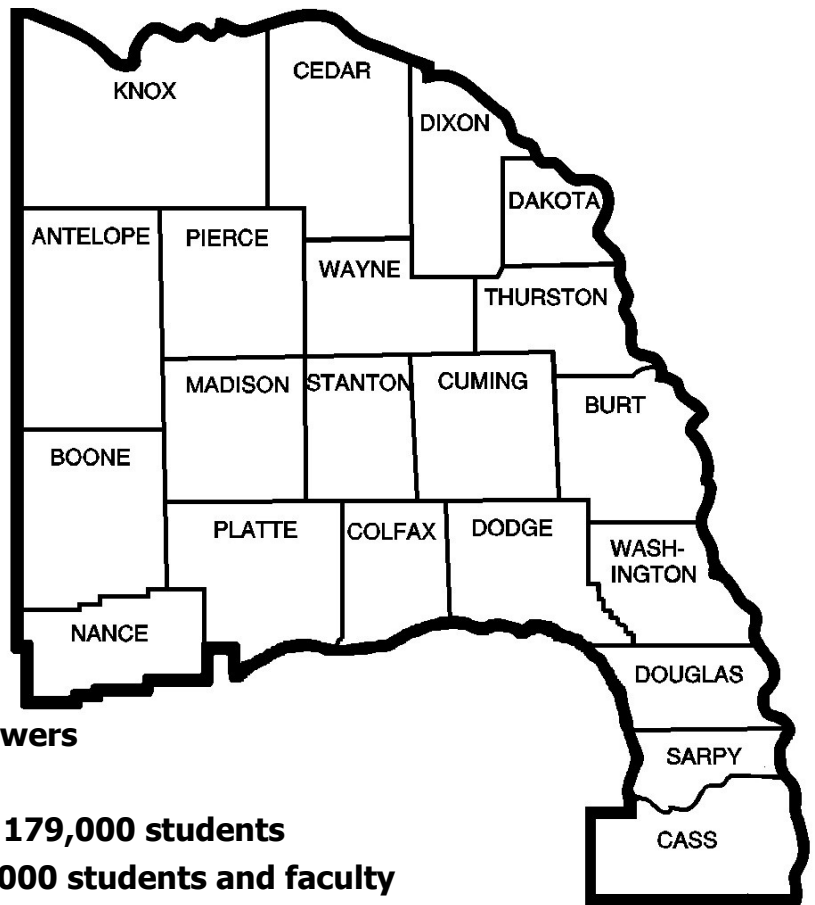 KNOX
CEDAR
DIXON
DAKOTA
ANTELOPE
PIERCE
WAYNE
THURSTON
MADISON
STANTON
CUMING
BURT
BOONE
PLATTE
COLFAX
DODGE
WASH-
INGTON
NANCE
DOUGLAS
SARPY
CASS
wers
179,000 students
000 students and faculty